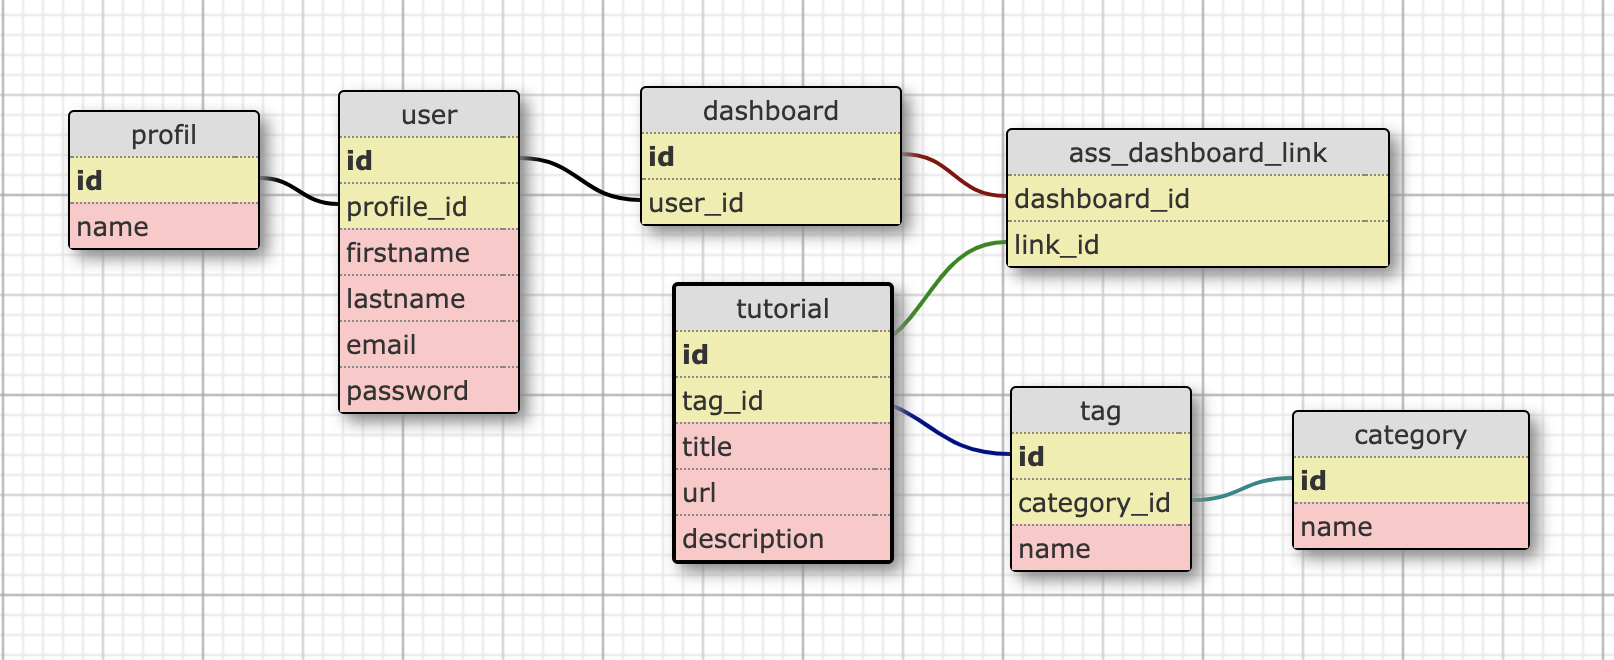 profil
id
name
user
id
profile_id
firstname
lastname
email
password
dashboard
id
user_id
ass_dashboard_link
dashboard_id
link_id
tutorial
id
tag_id
title
url
description
tag
id
category_id
name
category
id
name